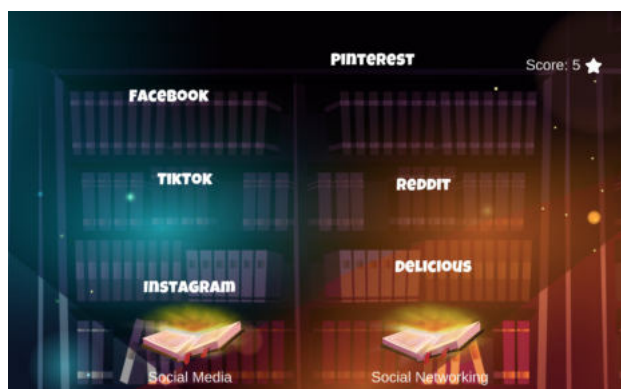 PINTEREST
Score: 5
FACEBOOK
TIKTOK
REDDIT
DELICIOUS
INSTAGRAM
Social Media
Social Networking